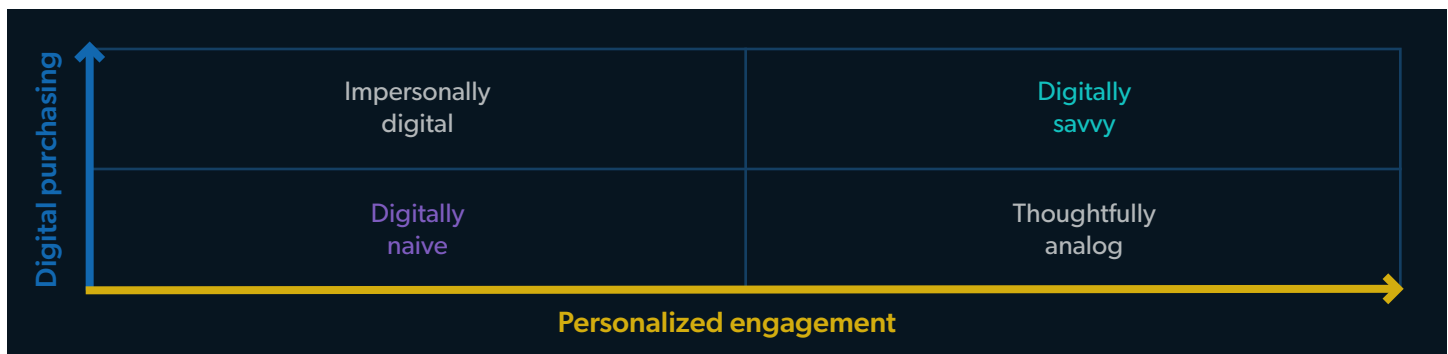 Digital purchasing
Impersonally
digital
Digitally
savvy
Digitally
naive
Thoughtfully
analog
Personalized engagement